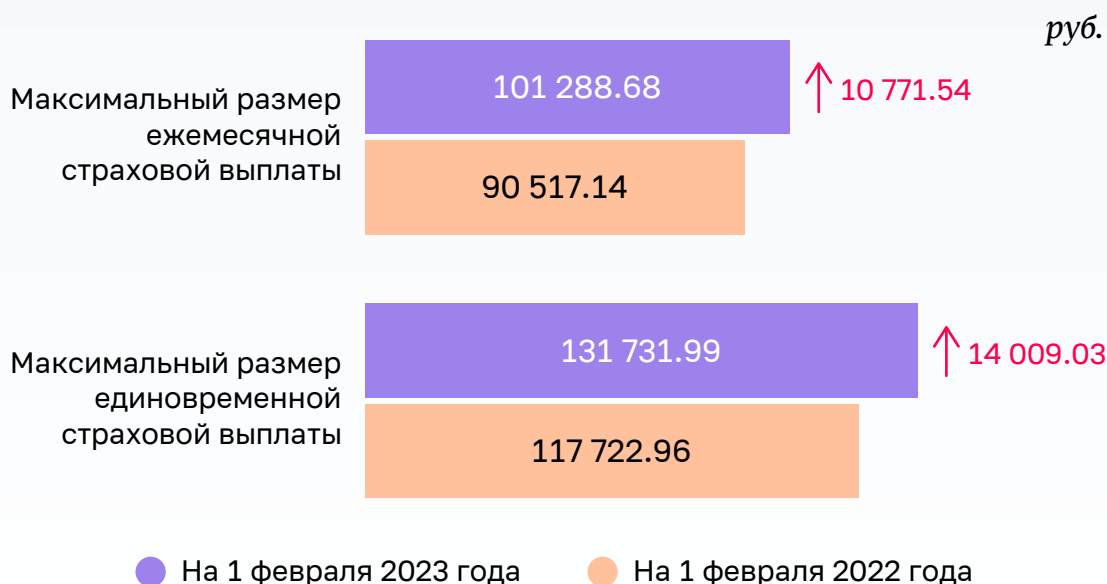 руб.
Максимальный размер
ежемесячной
страховой выплаты
101 288.68
10 771.54
90 517.14
Максимальный размер
единовременной
страховой выплаты
131 731.99
14 009.03
117 722.96
На 1 февраля 2023 года
На 1 февраля 2022 года